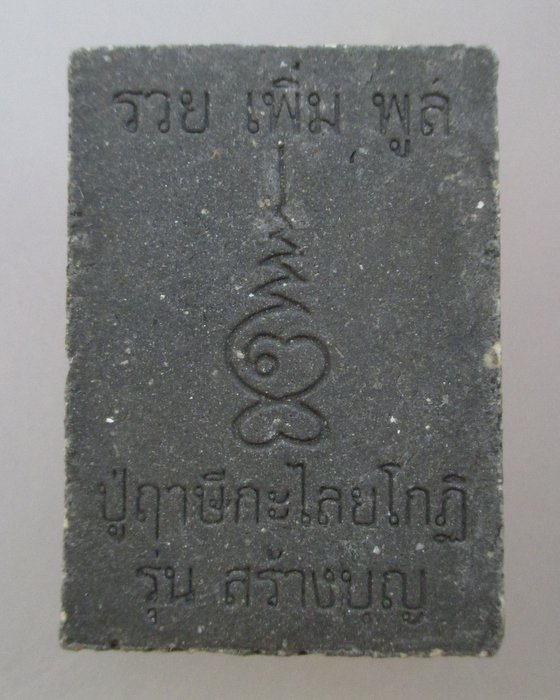 รวย เพิ่ม พูล
ปู่ฤาษีกะไลยโกฏิ
รุ่น สร้างบุญ